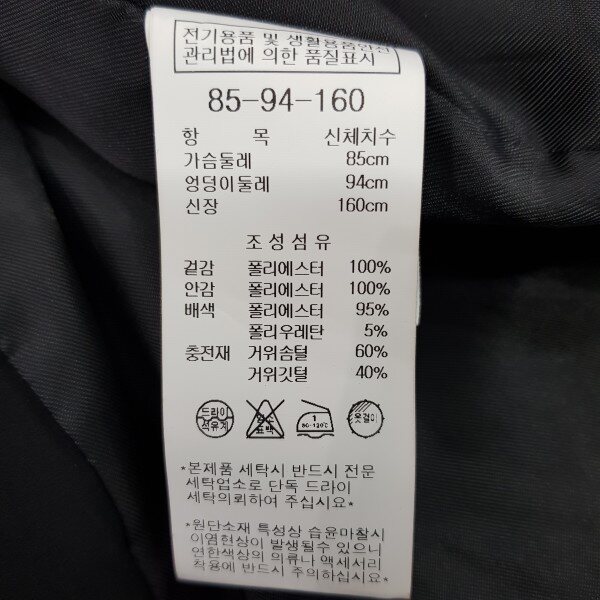 전기용품 및 생활용품안전
관리법에 의한 품질표시
85-94-160
항 목 신체치수
가슴둘레 85cm
엉덩이둘레 94cm
신장 160cm
조성섬유
겉감 폴리에스터 100%
안감 폴리에스터 100%
배색 폴리에스터 95%
폴리우레탄 5%
충전재 거위솜털 60%
거위깃털 40%
드라이 석유계
염소 표백
1 80-120℃
옷걸이
*본제품 세탁시 반드시 전문
세탁업소로 단독 드라이
세탁의뢰하여 주십시요*
*원단소재 특성상 습윤마찰시
이염현상이 발생될수 있으니
연한색상의 의류나 액세서리
착용에 반드시 주의하십시요*